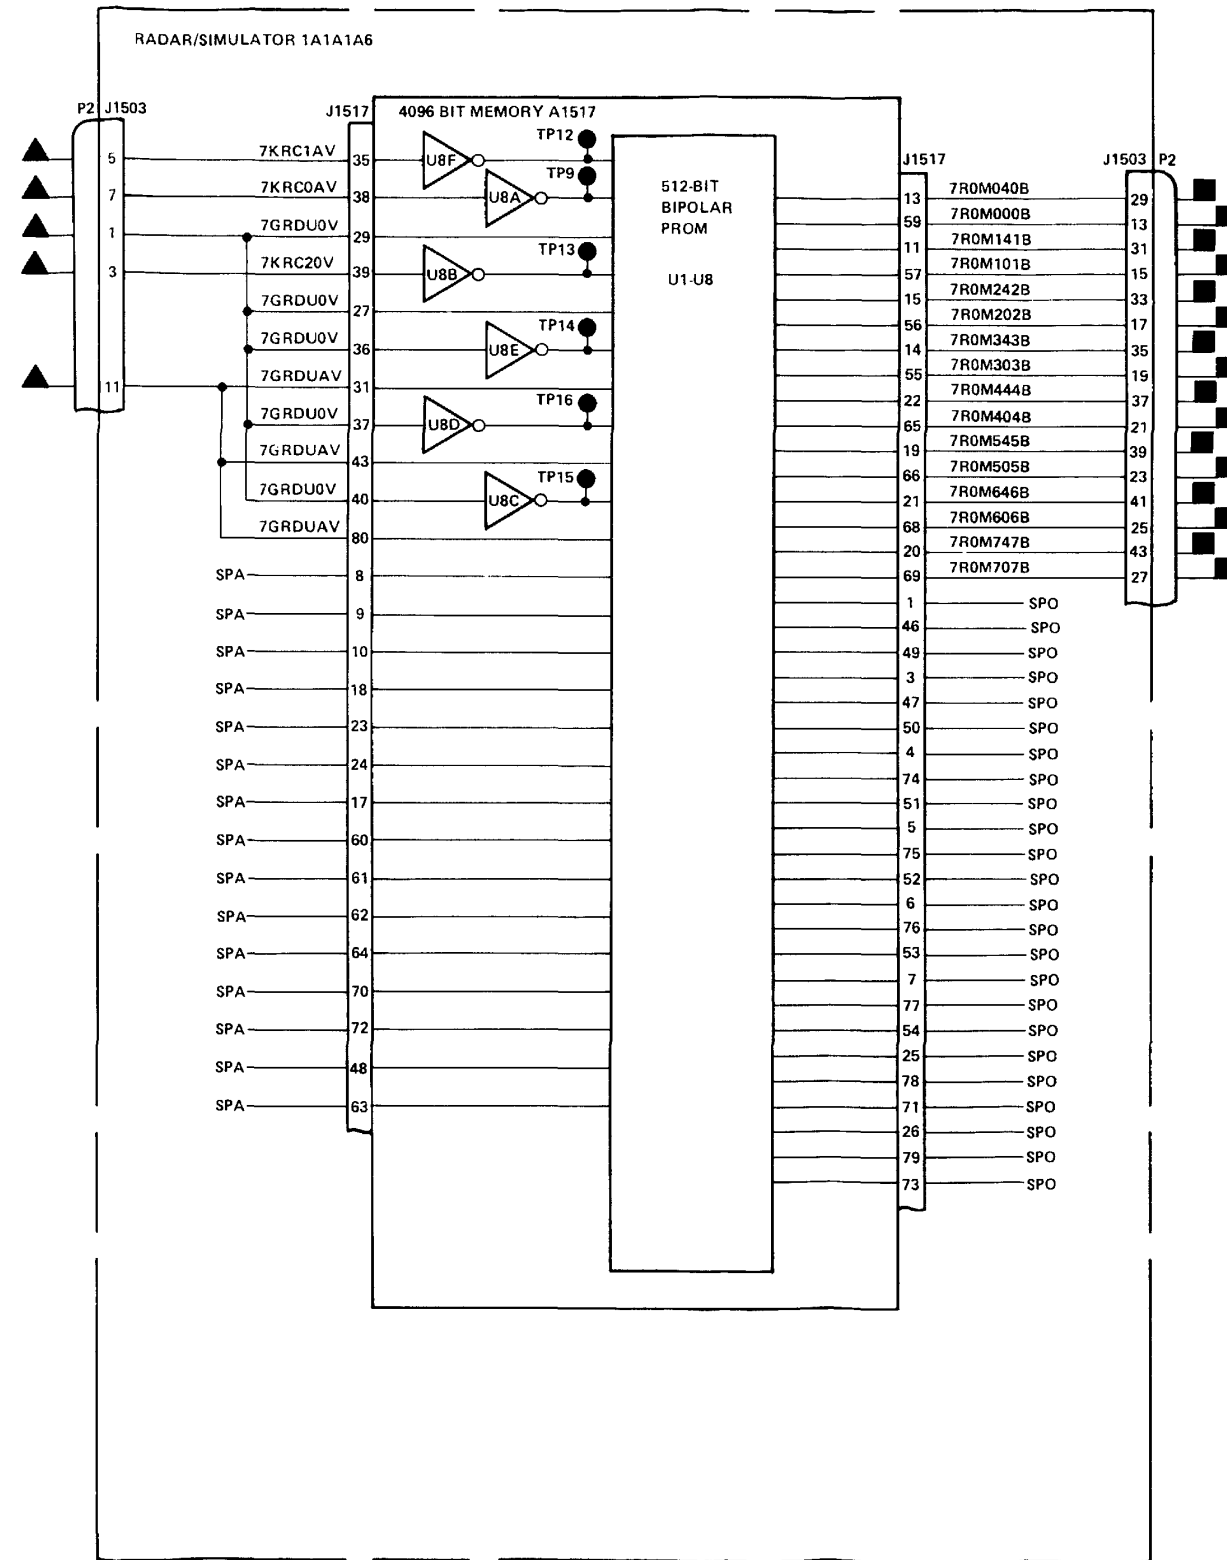 RADAR/SIMULATOR 1A1A1A6
P2 J1503
J1517
4096 BIT MEMORY A1517
5 7KRC1AV 35 U8F TP12
7 7KRC0AV 38 U8A TP9
1 7GRDU0V 29
3 7KRC20V 39 U8B TP13
7GRDU0V 27
7GRDU0V 36 U8E TP14
11 7GRDUAV 31
7GRDU0V 37 U8D TP16
7GRDUAV 43
7GRDU0V 40 U8C TP15
7GRDUAV 80
SPA 8
SPA 9
SPA 10
SPA 18
SPA 23
SPA 24
SPA 17
SPA 60
SPA 61
SPA 62
SPA 64
SPA 70
SPA 72
SPA 48
SPA 63
512-BIT
BIPOLAR
PROM
U1-U8
J1517
J1503 P2
13 7R0M040B 29
59 7R0M000B 13
11 7R0M141B 31
57 7R0M101B 15
15 7R0M242B 33
56 7R0M202B 17
14 7R0M343B 35
55 7R0M303B 19
22 7R0M444B 37
65 7R0M404B 21
19 7R0M545B 39
66 7R0M505B 23
21 7R0M646B 41
68 7R0M606B 25
20 7R0M747B 43
69 7R0M707B 27
1 SPO
46 SPO
49 SPO
3 SPO
47 SPO
50 SPO
4 SPO
74 SPO
51 SPO
5 SPO
75 SPO
52 SPO
6 SPO
76 SPO
53 SPO
7 SPO
77 SPO
54 SPO
25 SPO
78 SPO
71 SPO
26 SPO
79 SPO
73 SPO